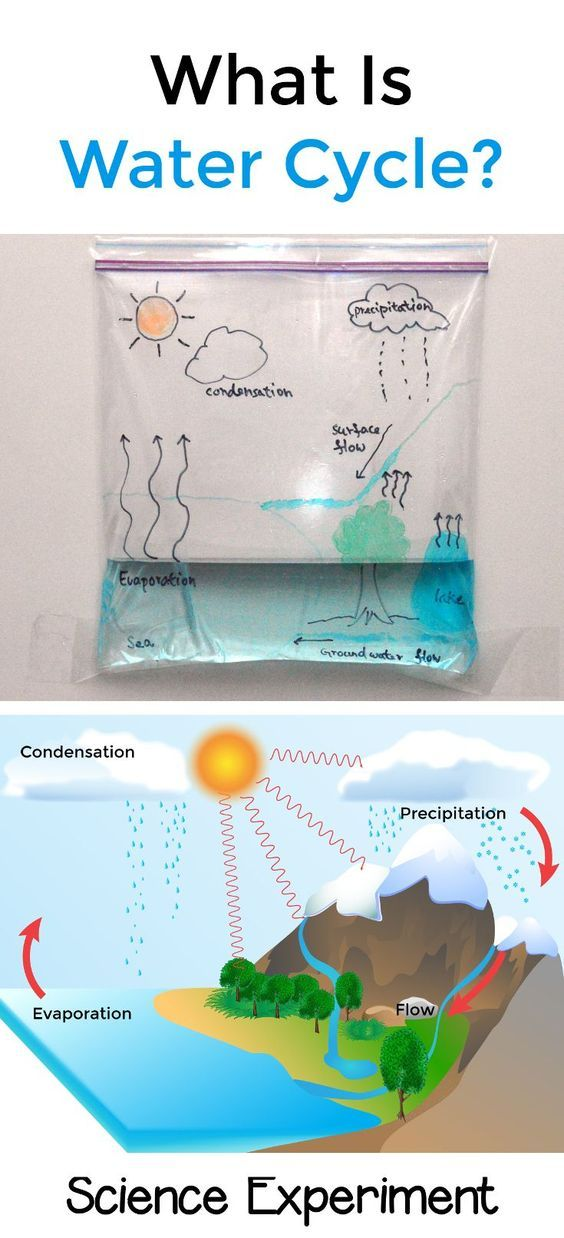 What Is
Water Cycle?
precipitation
condensation
surface
flow
Evaporation
lake
Sea
Ground water flow
Condensation
Precipitation
Evaporation
Flow
Science Experiment